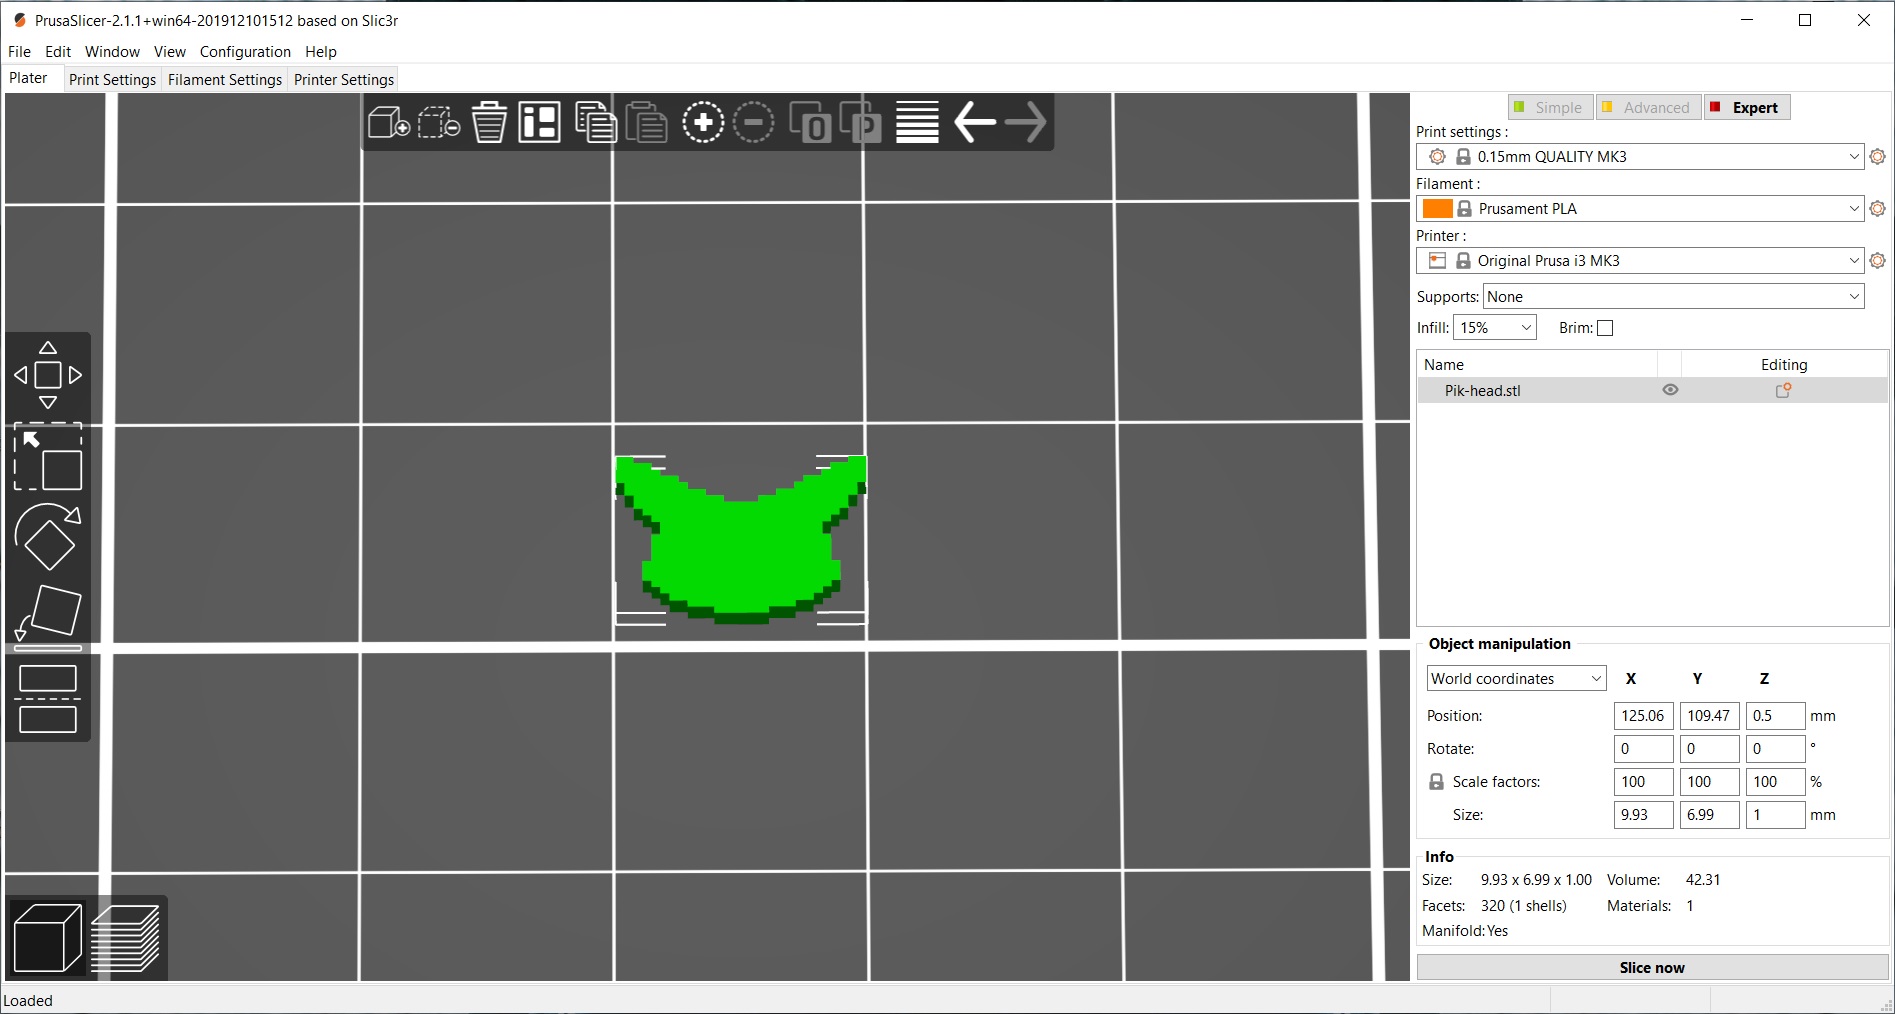 PrusaSlicer-2.1.1+win64-201912101512 based on Slic3r
File Edit Window View Configuration Help
Plater Print Settings Filament Settings Printer Settings
Simple Advanced Expert
Print settings :
0.15mm QUALITY MK3
Filament :
Prusament PLA
Printer :
Original Prusa i3 MK3
Supports: None
Infill: 15% Brim:
Name Editing
Pik-head.stl
Object manipulation
World coordinates X Y Z
Position: 125.06 109.47 0.5 mm
Rotate: 0 0 0 °
Scale factors: 100 100 100 %
Size: 9.93 6.99 1 mm
Info
Size: 9.93 x 6.99 x 1.00 Volume: 42.31
Facets: 320 (1 shells) Materials: 1
Manifold: Yes
Slice now
Loaded